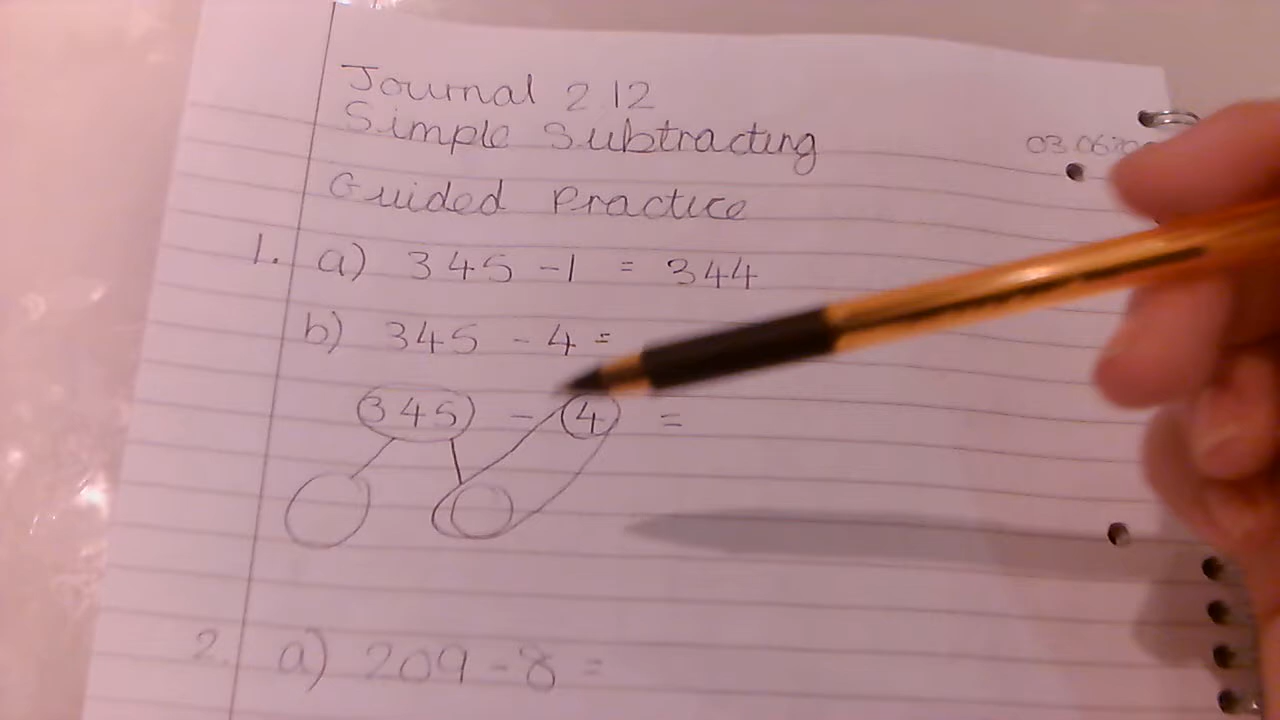 Journal 2 12
Simple Subtracting
Guided Practice
1. a) 345 - 1 = 344
b) 345 - 4 =
345 - 4 =
2. a) 209 - 8 =